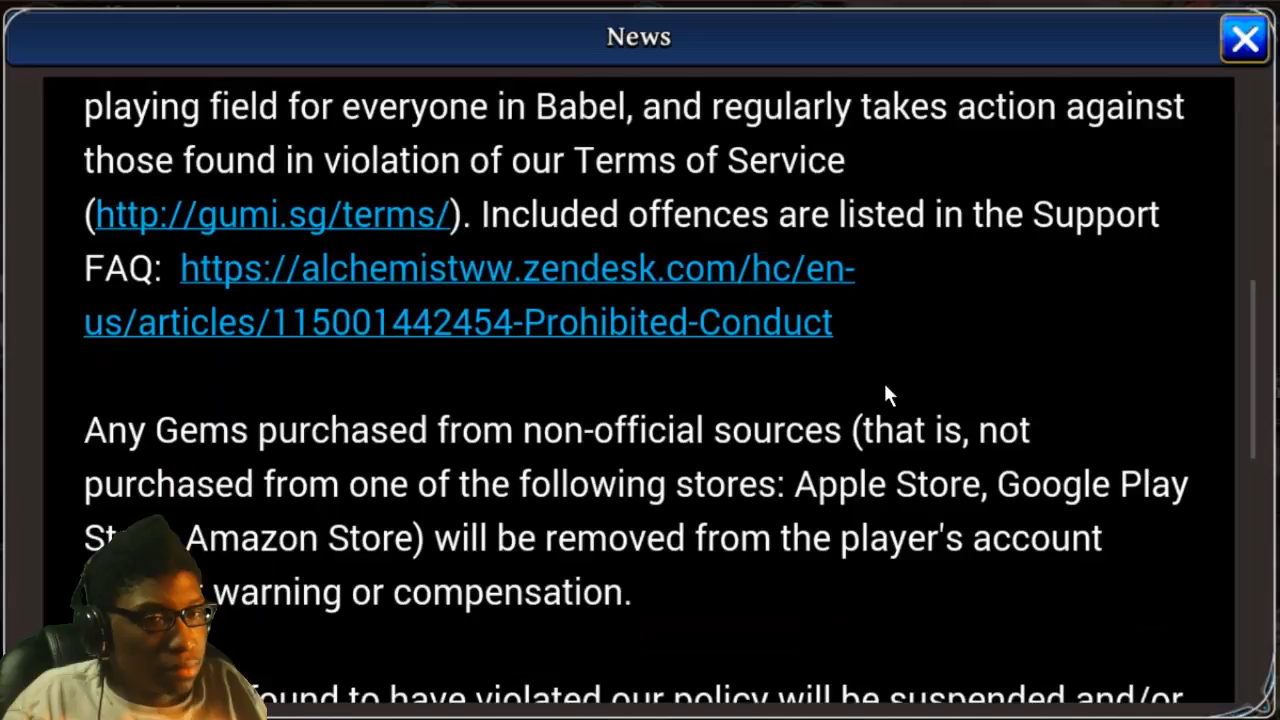 News
playing field for everyone in Babel, and regularly takes action against
those found in violation of our Terms of Service
(http://gumi.sg/terms/). Included offences are listed in the Support
FAQ: https://alchemistww.zendesk.com/hc/en-
us/articles/115001442454-Prohibited-Conduct
Any Gems purchased from non-official sources (that is, not
purchased from one of the following stores: Apple Store, Google Play
Amazon Store) will be removed from the player's account
warning or compensation.
found to have violated our policy will be suspended and/or